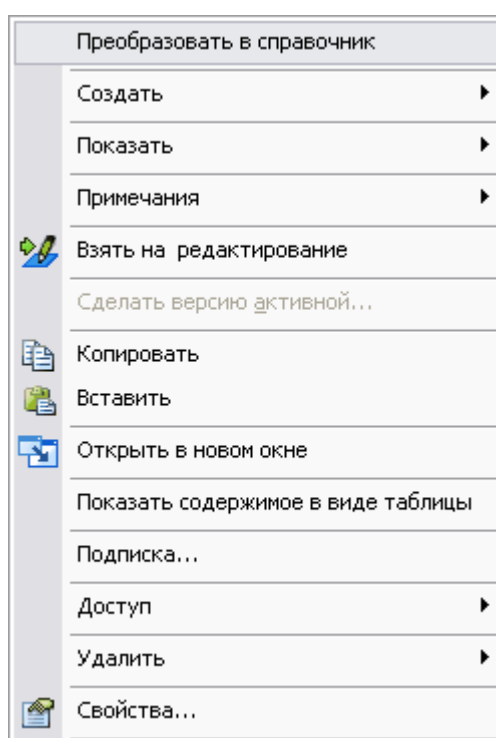 Преобразовать в справочник
Создать
Показать
Примечания
Взять на редактирование
Сделать версию активной...
Копировать
Вставить
Открыть в новом окне
Показать содержимое в виде таблицы
Подписка...
Доступ
Удалить
Свойства...